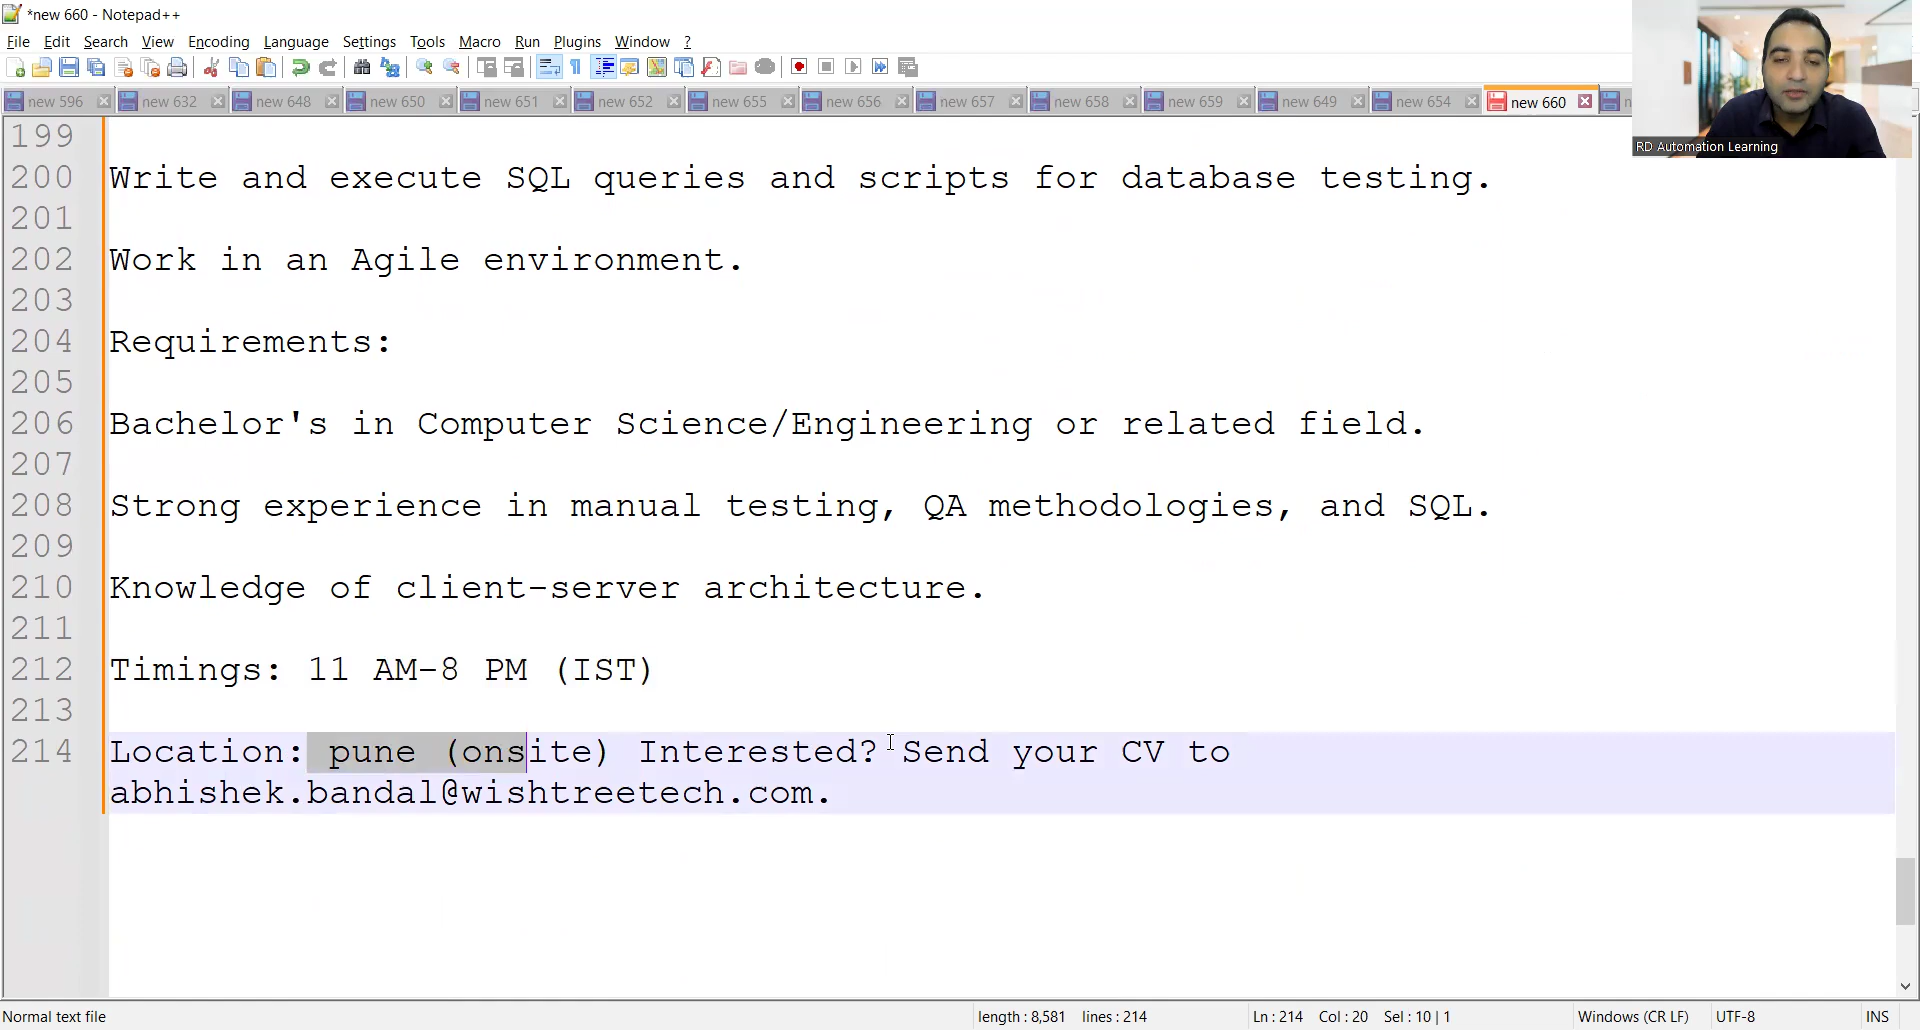 *new 660 - Notepad++
File Edit Search View Encoding Language Settings Tools Macro Run Plugins Window ?
new 596 new 632 new 648 new 650 new 651 new 652 new 655 new 656 new 657 new 658 new 659 new 649 new 654 new 660
RD Automation Learning
199
200 Write and execute SQL queries and scripts for database testing.
201
202 Work in an Agile environment.
203
204 Requirements:
205
206 Bachelor's in Computer Science/Engineering or related field.
207
208 Strong experience in manual testing, QA methodologies, and SQL.
209
210 Knowledge of client-server architecture.
211
212 Timings: 11 AM-8 PM (IST)
213
214 Location: pune (onsite) Interested? Send your CV to
abhishek.bandal@wishtreetech.com.
Normal text file length : 8,581 lines : 214 Ln : 214 Col : 20 Sel : 10 | 1 Windows (CR LF) UTF-8 INS